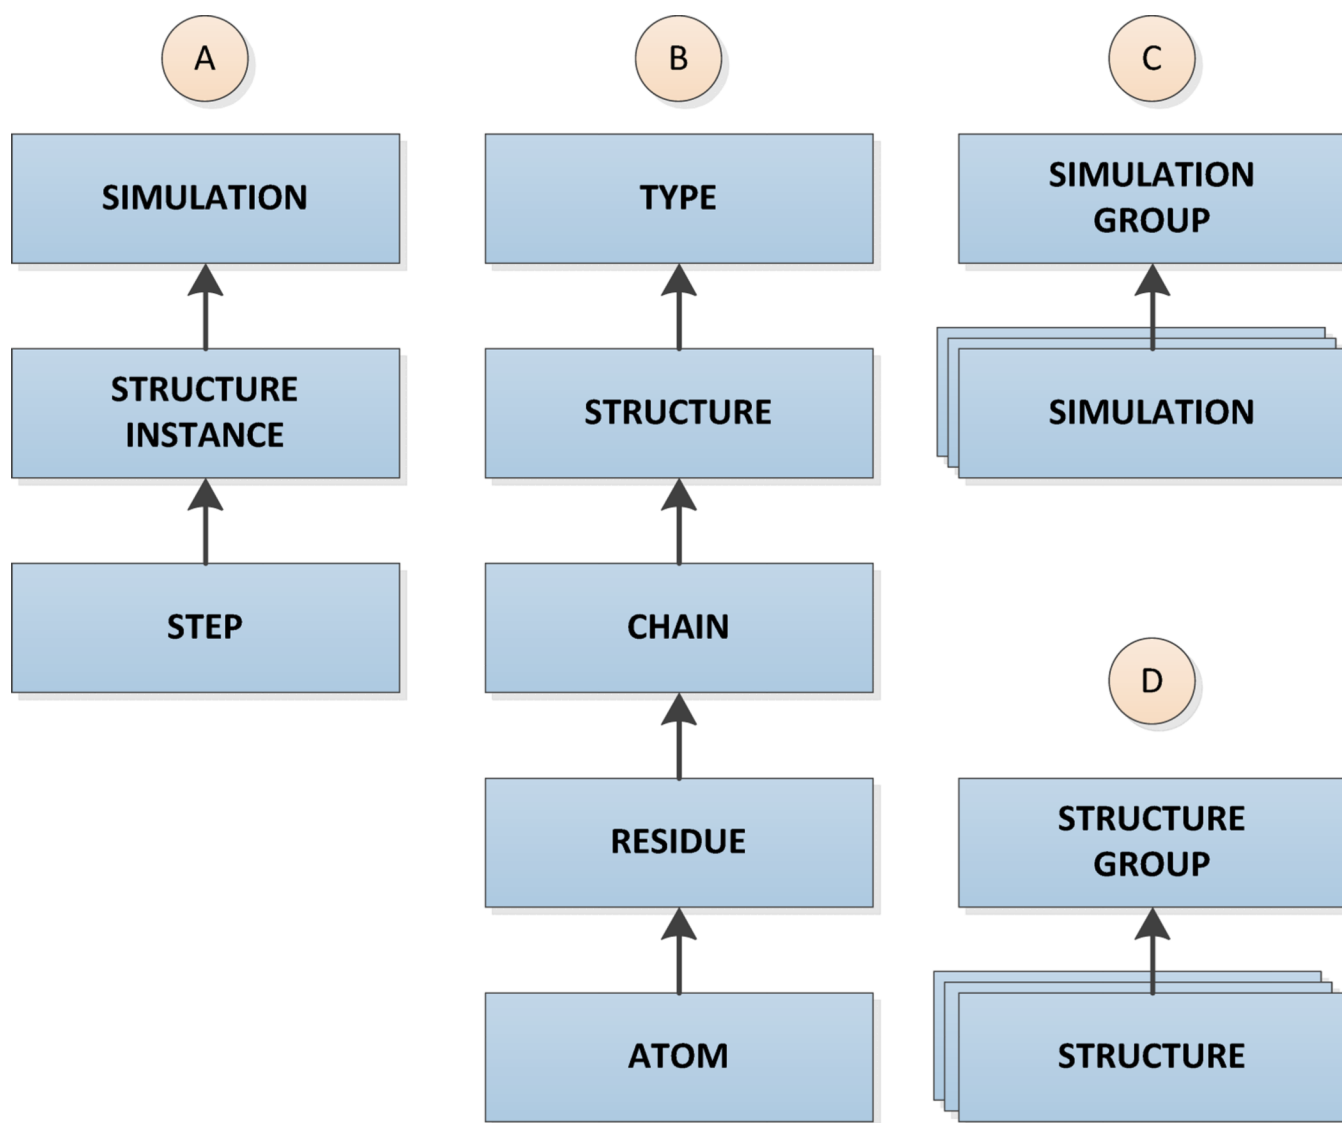 A
SIMULATION
STRUCTURE
INSTANCE
STEP
B
TYPE
STRUCTURE
CHAIN
RESIDUE
ATOM
C
SIMULATION
GROUP
SIMULATION
D
STRUCTURE
GROUP
STRUCTURE